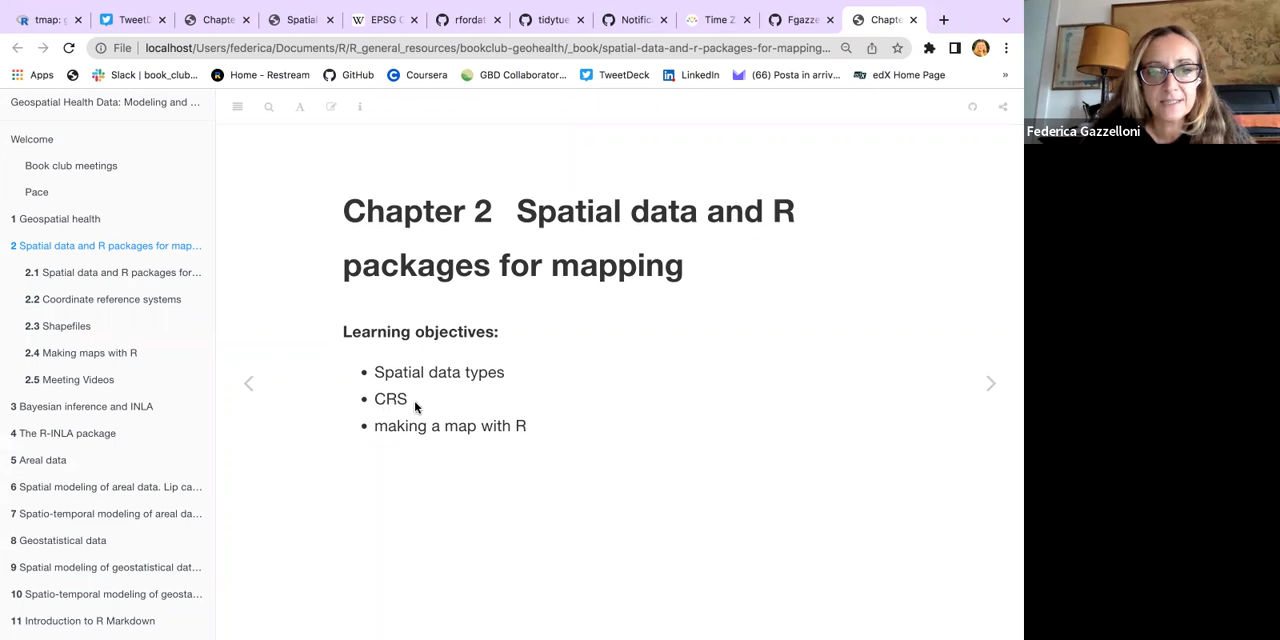 tmap: g
TweetD
Chapte
Spatial
EPSG G
rfordat
tidytue
Notific
Time Z
Fgazze
Chapte
File localhost/Users/federica/Documents/R/R_general_resources/bookclub-geohealth/_book/spatial-data-and-r-packages-for-mapping...
Apps
Slack | book_club...
Home - Restream
GitHub
Coursera
GBD Collaborator...
TweetDeck
LinkedIn
(66) Posta in arriv...
edX Home Page
»
Geospatial Health Data: Modeling and ...
Welcome
Book club meetings
Pace
1 Geospatial health
2 Spatial data and R packages for map...
2.1 Spatial data and R packages for...
2.2 Coordinate reference systems
2.3 Shapefiles
2.4 Making maps with R
2.5 Meeting Videos
3 Bayesian inference and INLA
4 The R-INLA package
5 Areal data
6 Spatial modeling of areal data. Lip ca...
7 Spatio-temporal modeling of areal da...
8 Geostatistical data
9 Spatial modeling of geostatistical dat...
10 Spatio-temporal modeling of geosta...
11 Introduction to R Markdown
Chapter 2 Spatial data and R
packages for mapping
Learning objectives:
• Spatial data types
• CRS
• making a map with R
Federica Gazzelloni